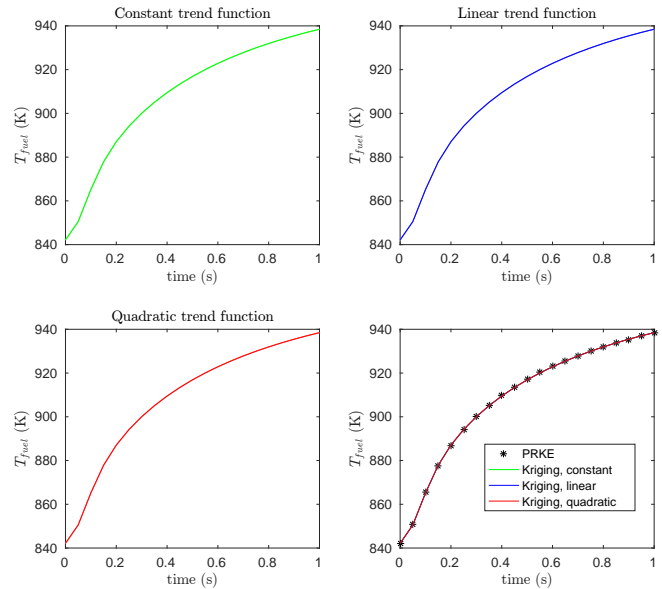 Constant trend function
940
920
900
880
860
840
T_fuel (K)
0 0.2 0.4 0.6 0.8 1
time (s)
Linear trend function
940
920
900
880
860
840
T_fuel (K)
0 0.2 0.4 0.6 0.8 1
time (s)
Quadratic trend function
940
920
900
880
860
840
T_fuel (K)
0 0.2 0.4 0.6 0.8 1
time (s)
940
920
900
880
860
840
T_fuel (K)
PRKE
Kriging, constant
Kriging, linear
Kriging, quadratic
0 0.2 0.4 0.6 0.8 1
time (s)